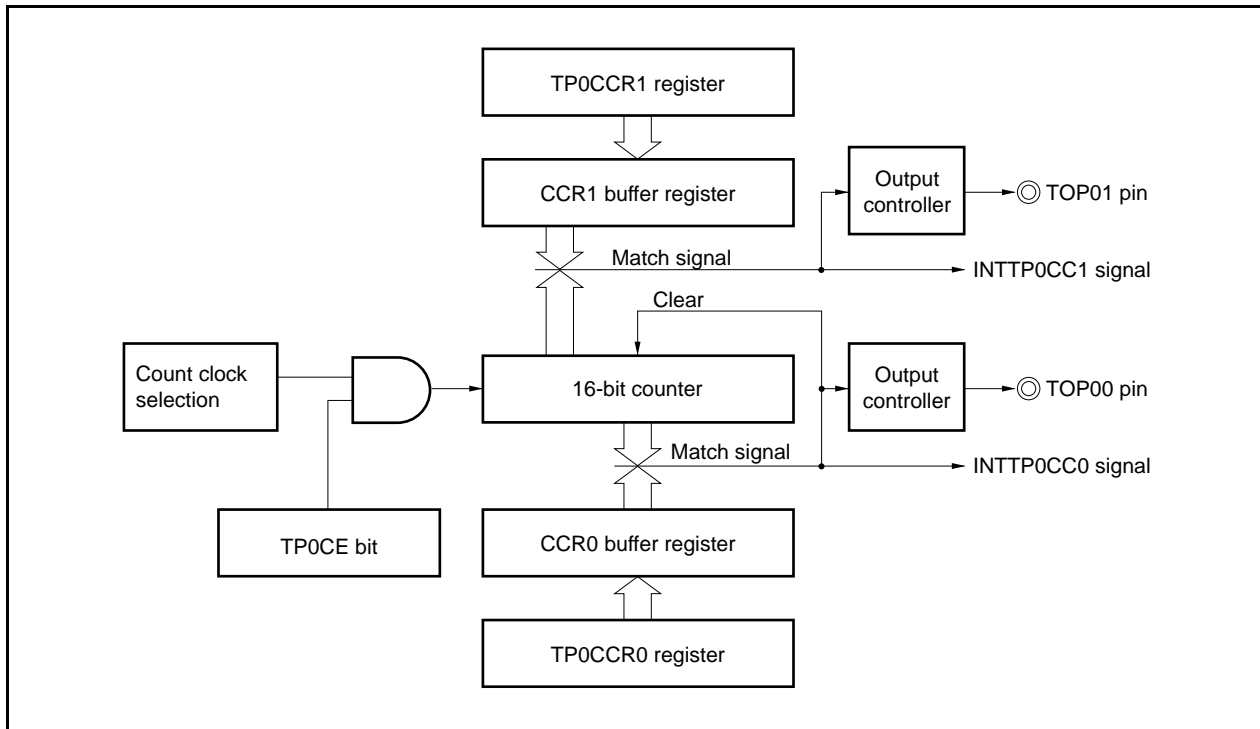 TP0CCR1 register
CCR1 buffer register
Output
controller
TOP01 pin
Match signal
INTTP0CC1 signal
Clear
Count clock
selection
16-bit counter
Output
controller
TOP00 pin
Match signal
INTTP0CC0 signal
TP0CE bit
CCR0 buffer register
TP0CCR0 register